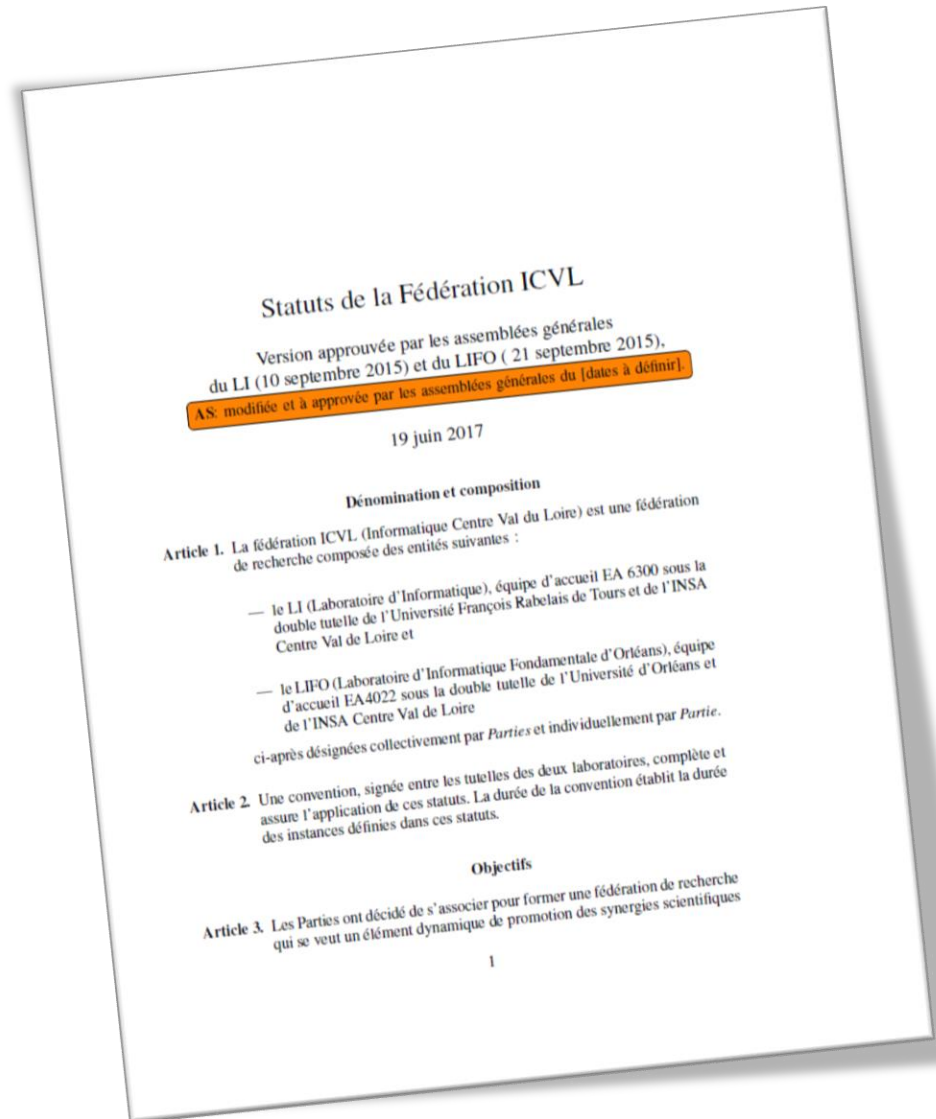 Statuts de la Fédération ICVL
Version approuvée par les assemblées générales
du LI (10 septembre 2015) et du LIFO ( 21 septembre 2015),
AS: modifiée et à approvée par les assemblées générales du [dates à définir].
19 juin 2017
Dénomination et composition
Article 1. La fédération ICVL (Informatique Centre Val du Loire) est une fédération
de recherche composée des entités suivantes :
— le LI (Laboratoire d'Informatique), équipe d'accueil EA 6300 sous la
double tutelle de l'Université François Rabelais de Tours et de l'INSA
Centre Val de Loire et
— le LIFO (Laboratoire d'Informatique Fondamentale d'Orléans), équipe
d'accueil EA4022 sous la double tutelle de l'Université d'Orléans et
de l'INSA Centre Val de Loire
ci-après désignées collectivement par Parties et individuellement par Partie.
Article 2. Une convention, signée entre les tutelles des deux laboratoires, complète et
assure l'application de ces statuts. La durée de la convention établit la durée
des instances définies dans ces statuts.
Objectifs
Article 3. Les Parties ont décidé de s'associer pour former une fédération de recherche
qui se veut un élément dynamique de promotion des synergies scientifiques
1